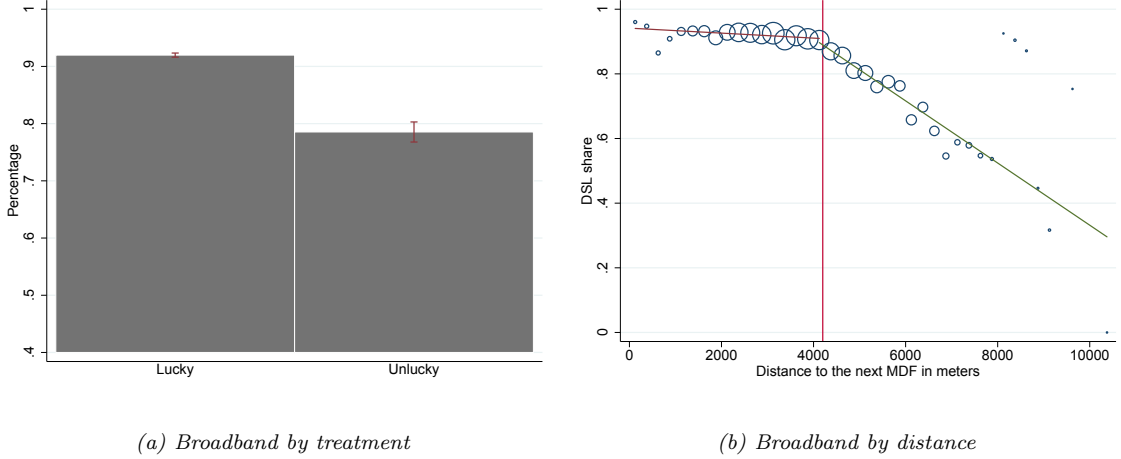 1
.9
.8
.7
.6
.5
.4
Percentage
Lucky
Unlucky
(a) Broadband by treatment
1
.8
.6
.4
.2
0
DSL share
0 2000 4000 6000 8000 10000
Distance to the next MDF in meters
(b) Broadband by distance